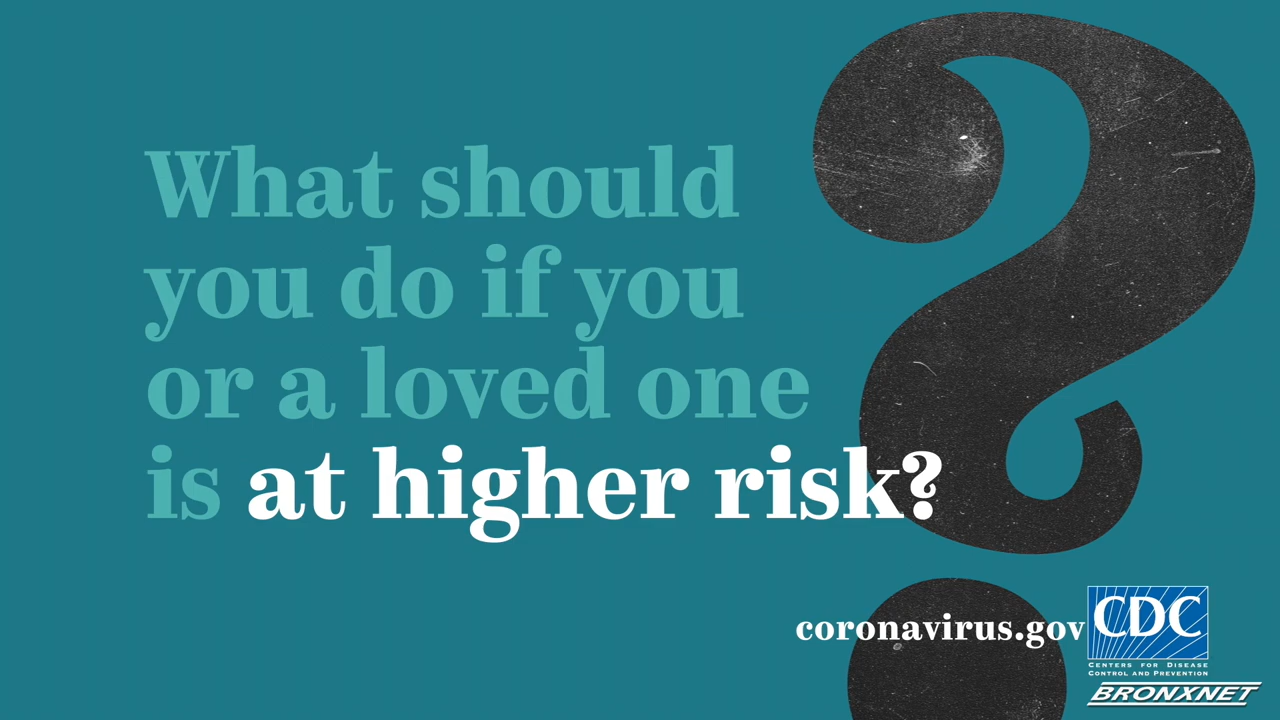 What should
you do if you
or a loved one
is at higher risk?
coronavirus.gov
CDC
CENTERS FOR DISEASE
CONTROL AND PREVENTION
BRONXNET